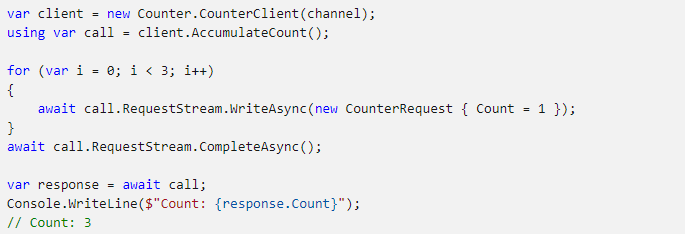 var client = new Counter.CounterClient(channel);
using var call = client.AccumulateCount();

for (var i = 0; i < 3; i++)
{
    await call.RequestStream.WriteAsync(new CounterRequest { Count = 1 });
}
await call.RequestStream.CompleteAsync();

var response = await call;
Console.WriteLine($"Count: {response.Count}");
// Count: 3